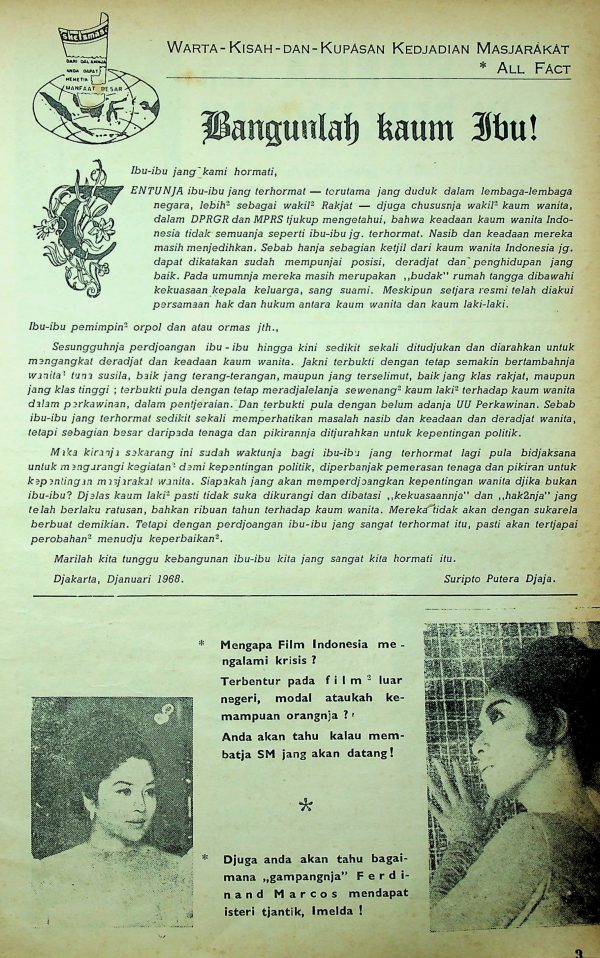 Sketsmasa
DARI DALAMNJA
ANDA DAPAT
MEMETIK
MANFAAT BESAR
WARTA-KISAH-DAN-KUPASAN KEDJADIAN MASJARAKAT
* ALL FACT
Bangunlah kaum Ibu!
Ibu-ibu jang kami hormati,
TENTUNJA ibu-ibu jang terhormat — terutama jang duduk dalam lembaga-lembaga
negara, lebih² sebagai wakil² Rakjat — djuga chususnja wakil² kaum wanita,
dalam DPRGR dan MPRS tjukup mengetahui, bahwa keadaan kaum wanita Indo-
nesia tidak semuanja seperti ibu-ibu jg. terhormat. Nasib dan keadaan mereka
masih menjedihkan. Sebab hanja sebagian ketjil dari kaum wanita Indonesia jg.
dapat dikatakan sudah mempunjai posisi, deradjat dan penghidupan jang
baik. Pada umumnja mereka masih merupakan „budak" rumah tangga dibawahi
kekuasaan kepala keluarga, sang suami. Meskipun setjara resmi telah diakui
persamaan hak dan hukum antara kaum wanita dan kaum laki-laki.
Ibu-ibu pemimpin² orpol dan atau ormas jth.,
Sesungguhnja perdjoangan ibu-ibu hingga kini sedikit sekali ditudjukan dan diarahkan untuk
mengangkat deradjat dan keadaan kaum wanita. Jakni terbukti dengan tetap semakin bertambahnja
wanita² tuna susila, baik jang terang-terangan, maupun jang terselimut, baik jang klas rakjat, maupun
jang klas tinggi ; terbukti pula dengan tetap meradjalelanja sewenang² kaum laki² terhadap kaum wanita
dalam perkawinan, dalam pentjeraian. Dan terbukti pula dengan belum adanja UU Perkawinan. Sebab
ibu-ibu jang terhormat sedikit sekali memperhatikan masalah nasib dan keadaan dan deradjat wanita,
tetapi sebagian besar daripada tenaga dan pikirannja ditjurahkan untuk kepentingan politik.
Maka kiranja sekarang ini sudah waktunja bagi ibu-ibu jang terhormat lagi pula bidjaksana
untuk mengurangi kegiatan² demi kepentingan politik, diperbanjak pemerasan tenaga dan pikiran untuk
kepentingan masjarakat wanita. Siapakah jang akan memperdjoangkan kepentingan wanita djika bukan
ibu-ibu? Djelas kaum laki² pasti tidak suka dikurangi dan dibatasi „kekuasaannja" dan „hak2nja" jang
telah berlaku ratusan, bahkan ribuan tahun terhadap kaum wanita. Mereka tidak akan dengan sukarela
berbuat demikian. Tetapi dengan perdjoangan ibu-ibu jang sangat terhormat itu, pasti akan tertjapai
perobahan² menudju keperbaikan².
Marilah kita tunggu kebangunan ibu-ibu kita jang sangat kita hormati itu.
Djakarta, Djanuari 1968. Suripto Putera Djaja.
* Mengapa Film Indonesia me-
ngalami krisis ?
Terbentur pada film² luar
negeri, modal ataukah ke-
mampuan orangnja ?
Anda akan tahu kalau mem-
batja SM jang akan datang!
*
* Djuga anda akan tahu bagai-
mana „gampangnja" Ferdi-
nand Marcos mendapat
isteri tjantik, Imelda !
3